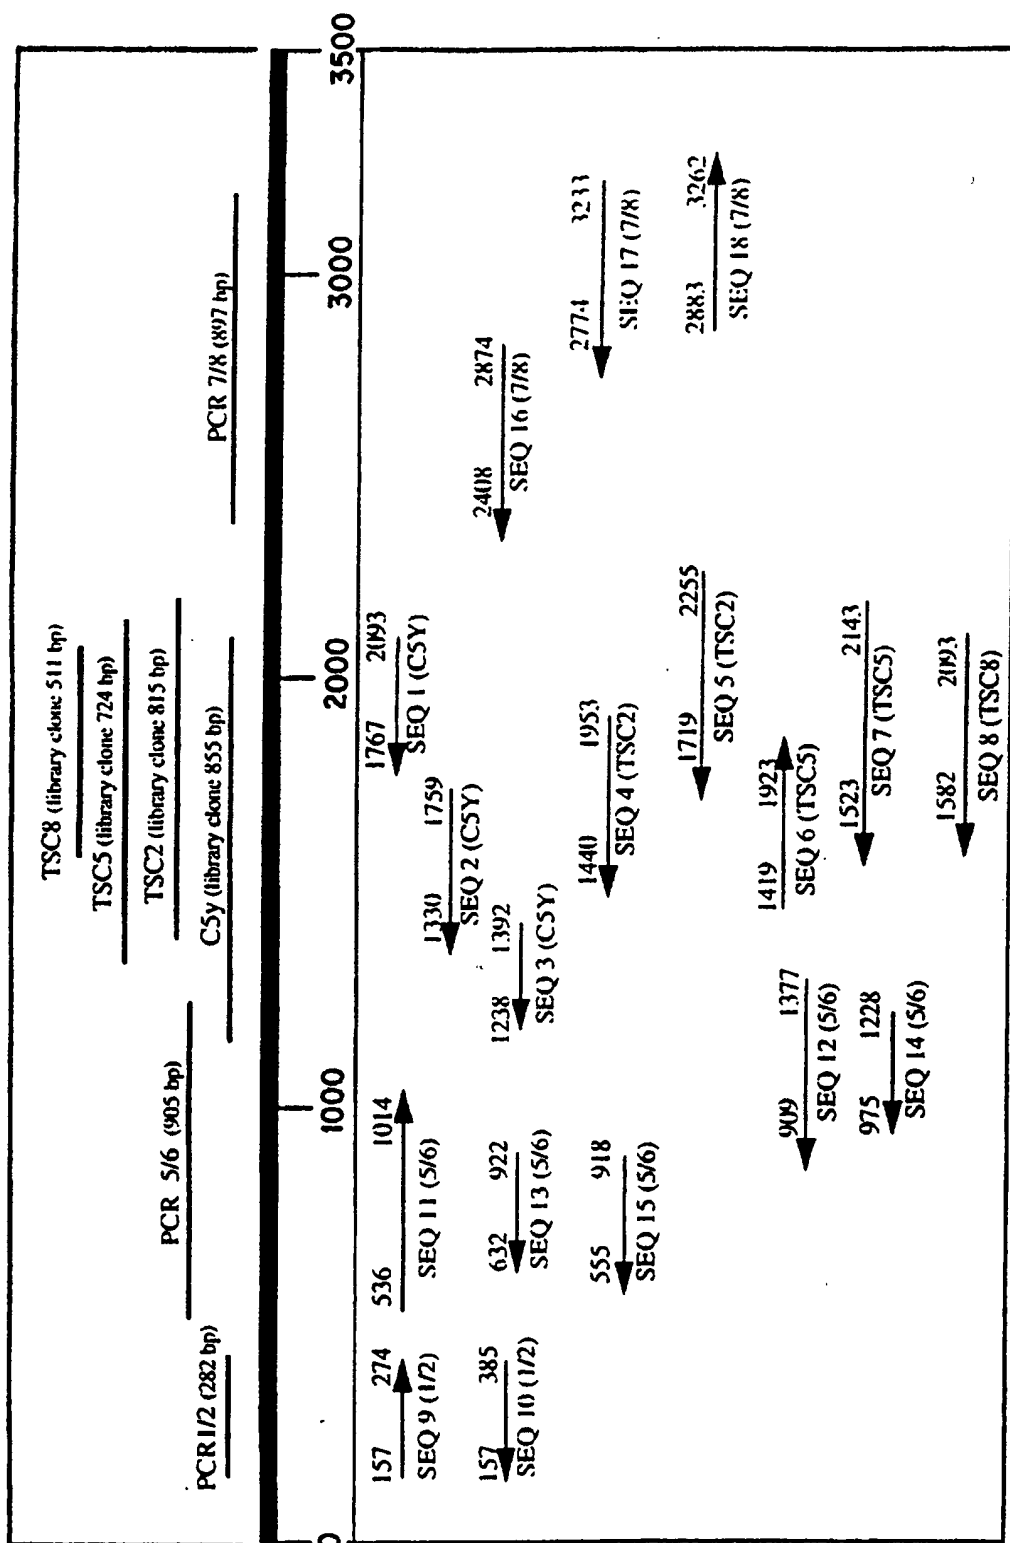 TSC8 (library clone 511 bp)
TSC5 (library clone 724 bp)
TSC2 (library clone 815 bp)
C5y (library clone 855 bp)
PCR 5/6 (905 bp)
PCR1/2 (282 bp)
PCR 7/8 (897 bp)
0
1000
2000
3000
3500
157 274
SEQ 9 (1/2)
536 1014
SEQ 11 (5/6)
1767 2093
SEQ 1 (C5Y)
1330 1759
SEQ 2 (C5Y)
157 385
SEQ 10 (1/2)
632 922
SEQ 13 (5/6)
1238 1392
SEQ 3 (C5Y)
2408 2874
SEQ 16 (7/8)
555 918
SEQ 15 (5/6)
1440 1953
SEQ 4 (TSC2)
2774 3233
SEQ 17 (7/8)
1719 2255
SEQ 5 (TSC2)
2883 3262
SEQ 18 (7/8)
1419 1923
SEQ 6 (TSC5)
909 1377
SEQ 12 (5/6)
1523 2143
SEQ 7 (TSC5)
975 1228
SEQ 14 (5/6)
1582 2093
SEQ 8 (TSC8)